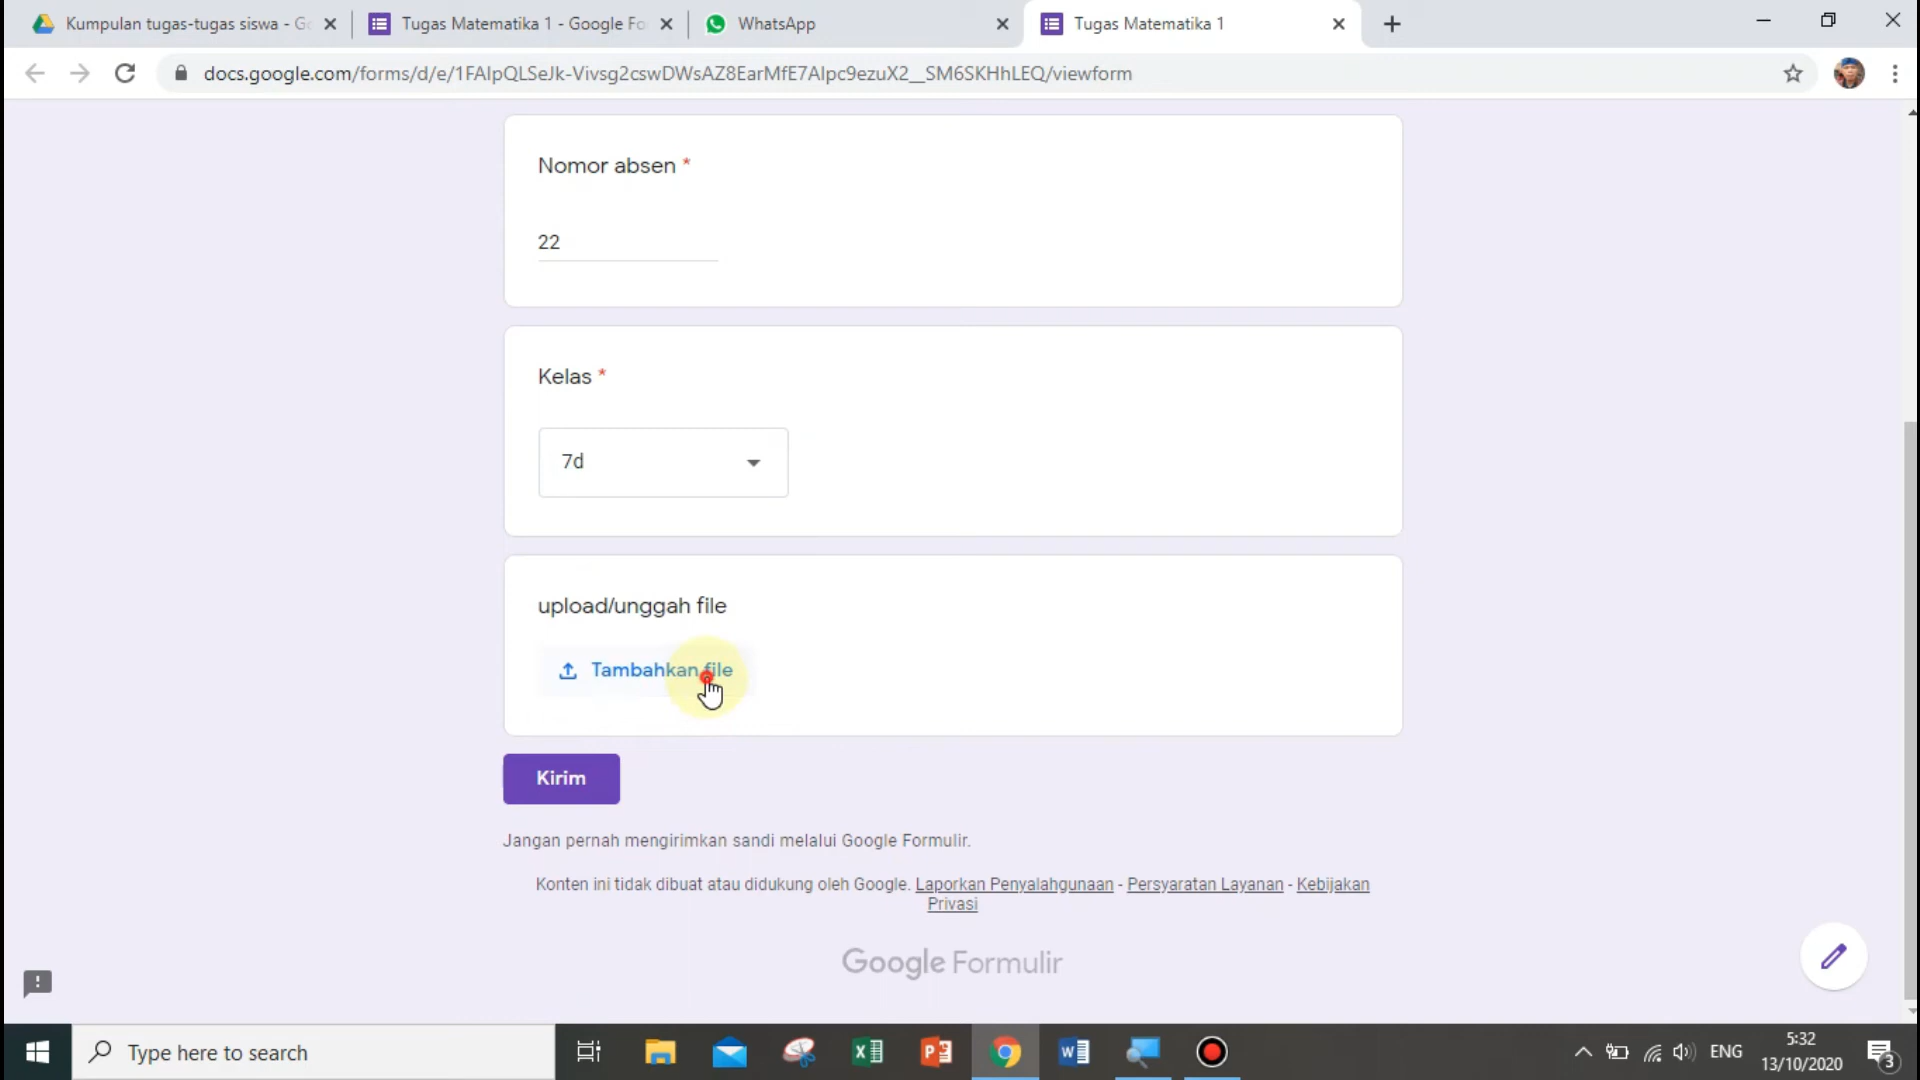 Kumpulan tugas-tugas siswa - Go
Tugas Matematika 1 - Google Fo
WhatsApp
Tugas Matematika 1
docs.google.com/forms/d/e/1FAIpQLSeJk-Vivsg2cswDWsAZ8EarMfE7AIpc9ezuX2__SM6SKHhLEQ/viewform
Nomor absen *
22
Kelas *
7d
upload/unggah file
Tambahkan file
Kirim
Jangan pernah mengirimkan sandi melalui Google Formulir.
Konten ini tidak dibuat atau didukung oleh Google. Laporkan Penyalahgunaan - Persyaratan Layanan - Kebijakan
Privasi
Google Formulir
Type here to search
ENG
5:32
13/10/2020
3